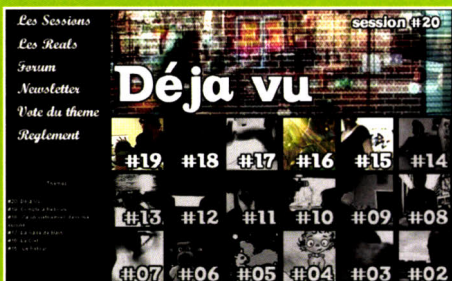 Les Sessions
Les Reals
Forum
Newsletter
Vote du theme
Reglement
session #20
Déja vu
#19 #18 #17 #16 #15 #14
#13 #12 #11 #10 #09 #08
#07 #06 #05 #04 #03 #02